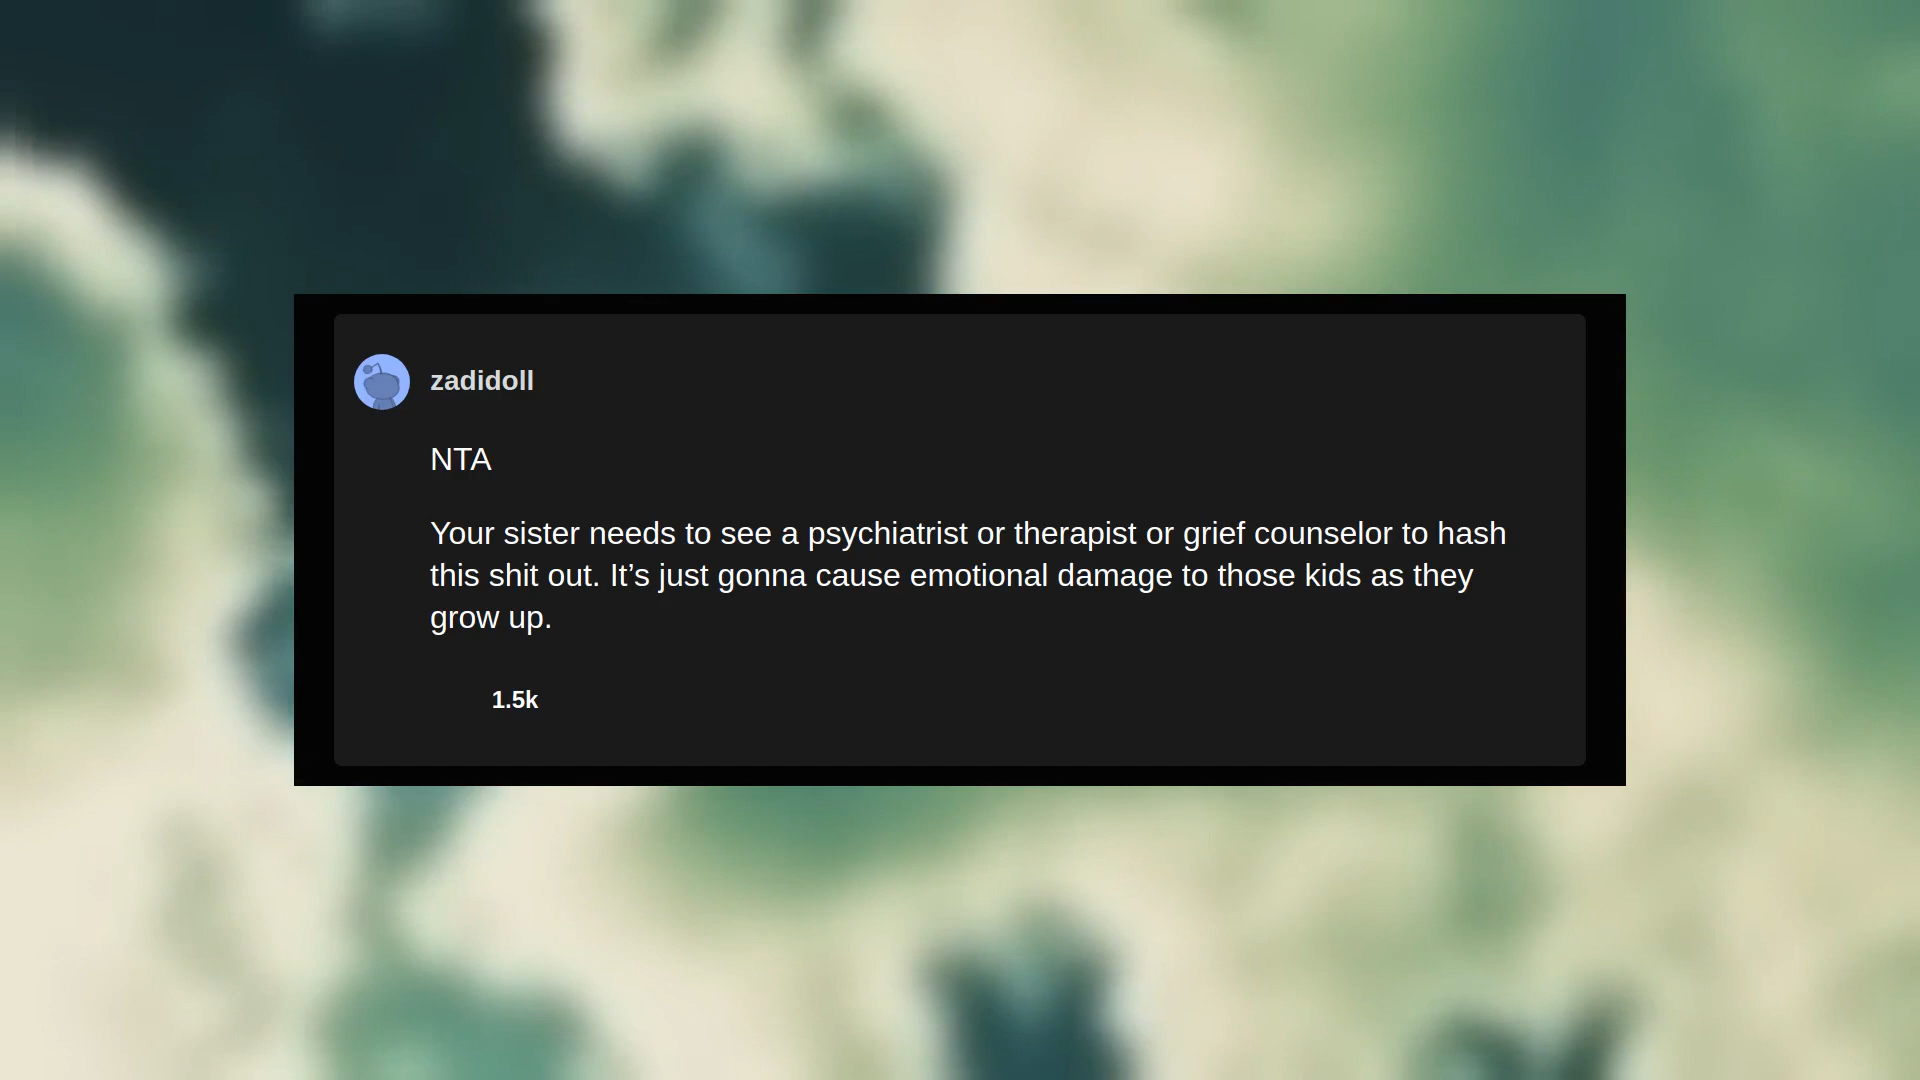 zadidoll
NTA
Your sister needs to see a psychiatrist or therapist or grief counselor to hash
this shit out. It’s just gonna cause emotional damage to those kids as they
grow up.
1.5k